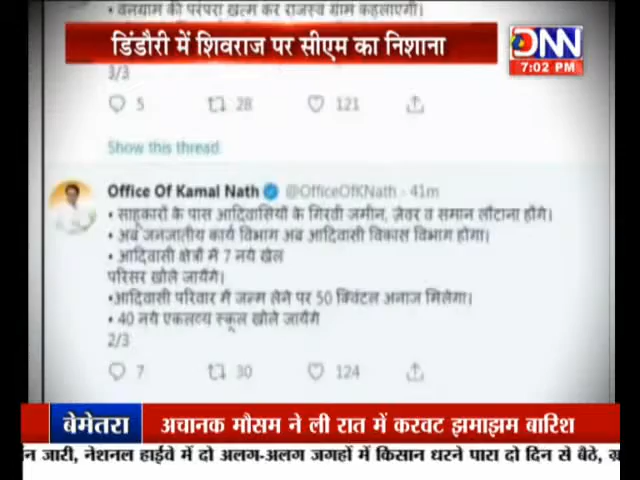 • वनग्राम की परंपरा खत्म कर राजस्व ग्राम कहलाएगी।
डिंडौरी में शिवराज पर सीएम का निशाना
DNN
7:02 PM
3/3
5 28 121
Show this thread
Office Of Kamal Nath @OfficeOfKNath · 41m
• साहूकारों के पास आदिवासियों के गिरवी जमीन, ज़ेवर व समान लौटाना होंगे।
• अब जनजातीय कार्य विभाग अब आदिवासी विकास विभाग होगा।
• आदिवासी क्षेत्रों में 7 नये खेल
परिसर खोले जायेंगे।
•आदिवासी परिवार मैं जन्म लेने पर 50 क्विंटल अनाज मिलेगा।
• 40 नये एकलव्य स्कूल खोले जायेंगे
2/3
7 30 124
बेमेतरा अचानक मौसम ने ली रात में करवट झमाझम बारिश
जारी, नेशनल हाईवे में दो अलग-अलग जगहों में किसान धरने पारा दो दिन से बैठे,